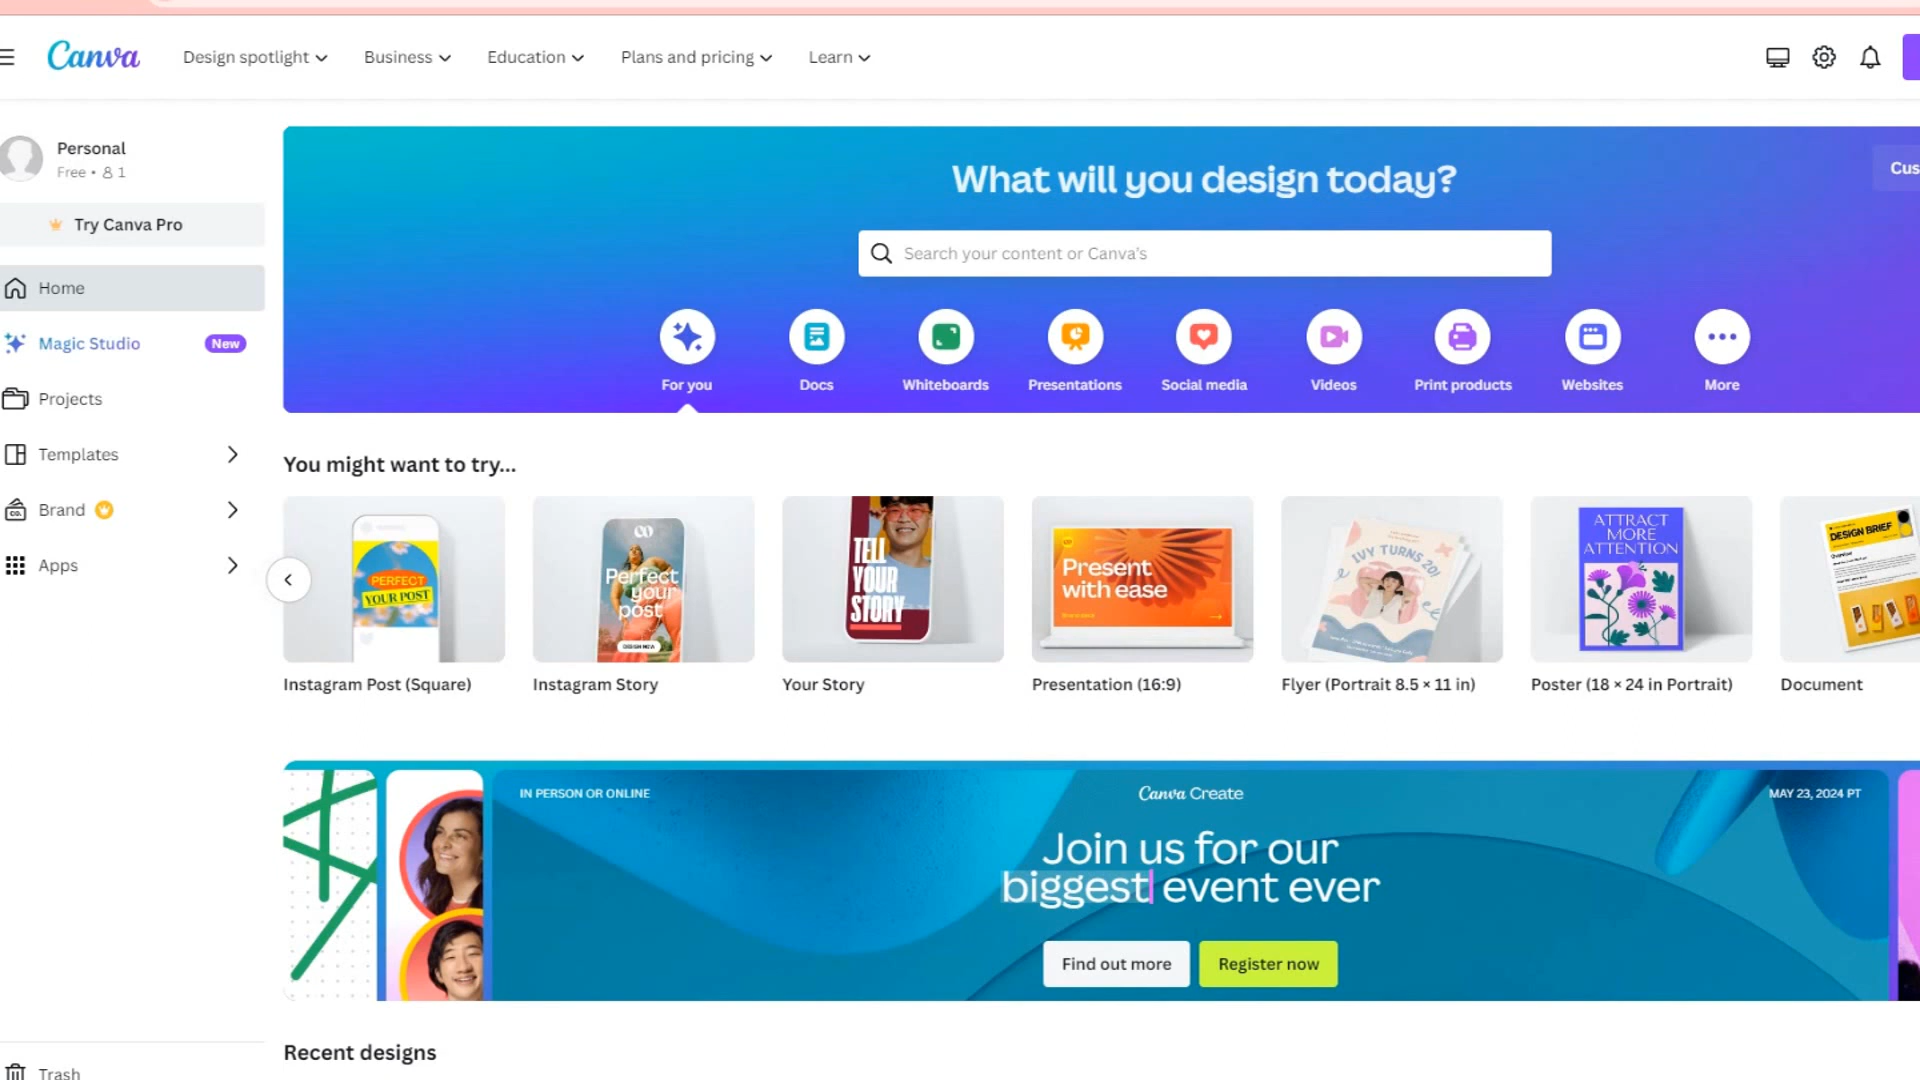 Canva
Design spotlight
Business
Education
Plans and pricing
Learn
Personal
Free • 1
Try Canva Pro
Home
Magic Studio
New
Projects
Templates
Brand
Apps
Trash
What will you design today?
Cus
Search your content or Canva's
For you
Docs
Whiteboards
Presentations
Social media
Videos
Print products
Websites
More
You might want to try...
PERFECT
YOUR POST
Perfect
your
post
TELL
YOUR
STORY
Present
with ease
IVY TURNS 20!
ATTRACT
MORE
ATTENTION
DESIGN BRIEF
Instagram Post (Square)
Instagram Story
Your Story
Presentation (16:9)
Flyer (Portrait 8.5 × 11 in)
Poster (18 × 24 in Portrait)
Document
IN PERSON OR ONLINE
Canva Create
MAY 23, 2024 PT
Join us for our
biggest event ever
Find out more
Register now
Recent designs